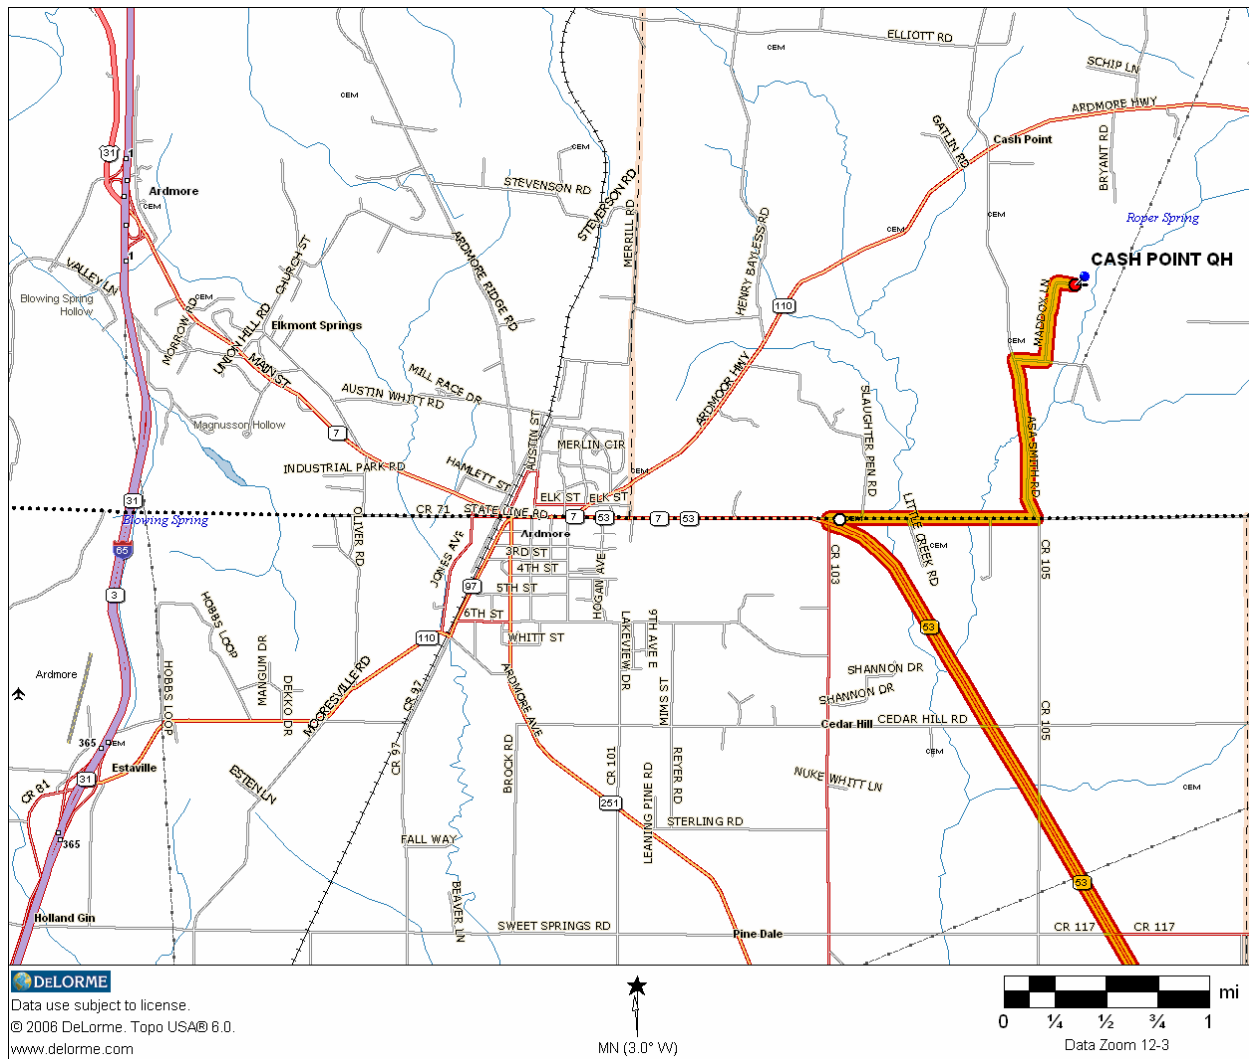 ELLIOTT RD
CEM
SCHIP LN
CEM
ARDMORE HWY
31
1
GATLIN RD
Cash Point
BRYANT RD
CEM
STEVENSON RD
Ardmore
CEM
STEVERSON RD
MERRILL RD
CEM
HENRY BAYLESS RD
CEM
Roper Spring
1
VALLEY LN
CHURCH ST
ARDMORE RIDGE RD
CASH POINT QH
Blowing Spring
Hollow
CEM
MORROW RD
UNION HILL RD
Elkmont Springs
110
MADDOX LN
CEM
MAIN ST
MILL RACE DR
AUSTIN WHITT RD
ARDMOOR HWY
SLAUGHTER PEN RD
Magnusson Hollow
7
AUSTIN ST
MERLIN CIR
ASA SMITH RD
INDUSTRIAL PARK RD
HAMLETT ST
CEM
31
ELK ST
ELK ST
CR 71
STATE LINE RD
7
53
7
53
CEM
LITTLE CREEK RD
Blowing Spring
OLIVER RD
Ardmore
65
JONES AVE
3RD ST
4TH ST
HOGAN AVE
CR 103
CEM
CR 105
3
97
5TH ST
6TH ST
HOBBS LOOP
110
WHITT ST
LAKEVIEW DR
9TH AVE E
53
Ardmore
HOBBS LOOP
MANGUM DR
DEKKO DR
MOORESVILLE RD
CR 97
ARDMORE AVE
MIMS ST
SHANNON DR
SHANNON DR
Cedar Hill
CEDAR HILL RD
CR 105
365
CEM
Estaville
CR 97
BROCK RD
CR 101
REYER RD
CEM
31
CR 81
ESTEN LN
NUKE WHITT LN
CEM
251
LEANING PINE RD
STERLING RD
365
FALL WAY
BEAVER LN
53
Holland Gin
SWEET SPRINGS RD
Pine Dale
CR 117
CR 117
DELORME
Data use subject to license.
© 2006 DeLorme. Topo USA® 6.0.
www.delorme.com
MN (3.0° W)
mi
0
¼
½
¾
1
Data Zoom 12-3